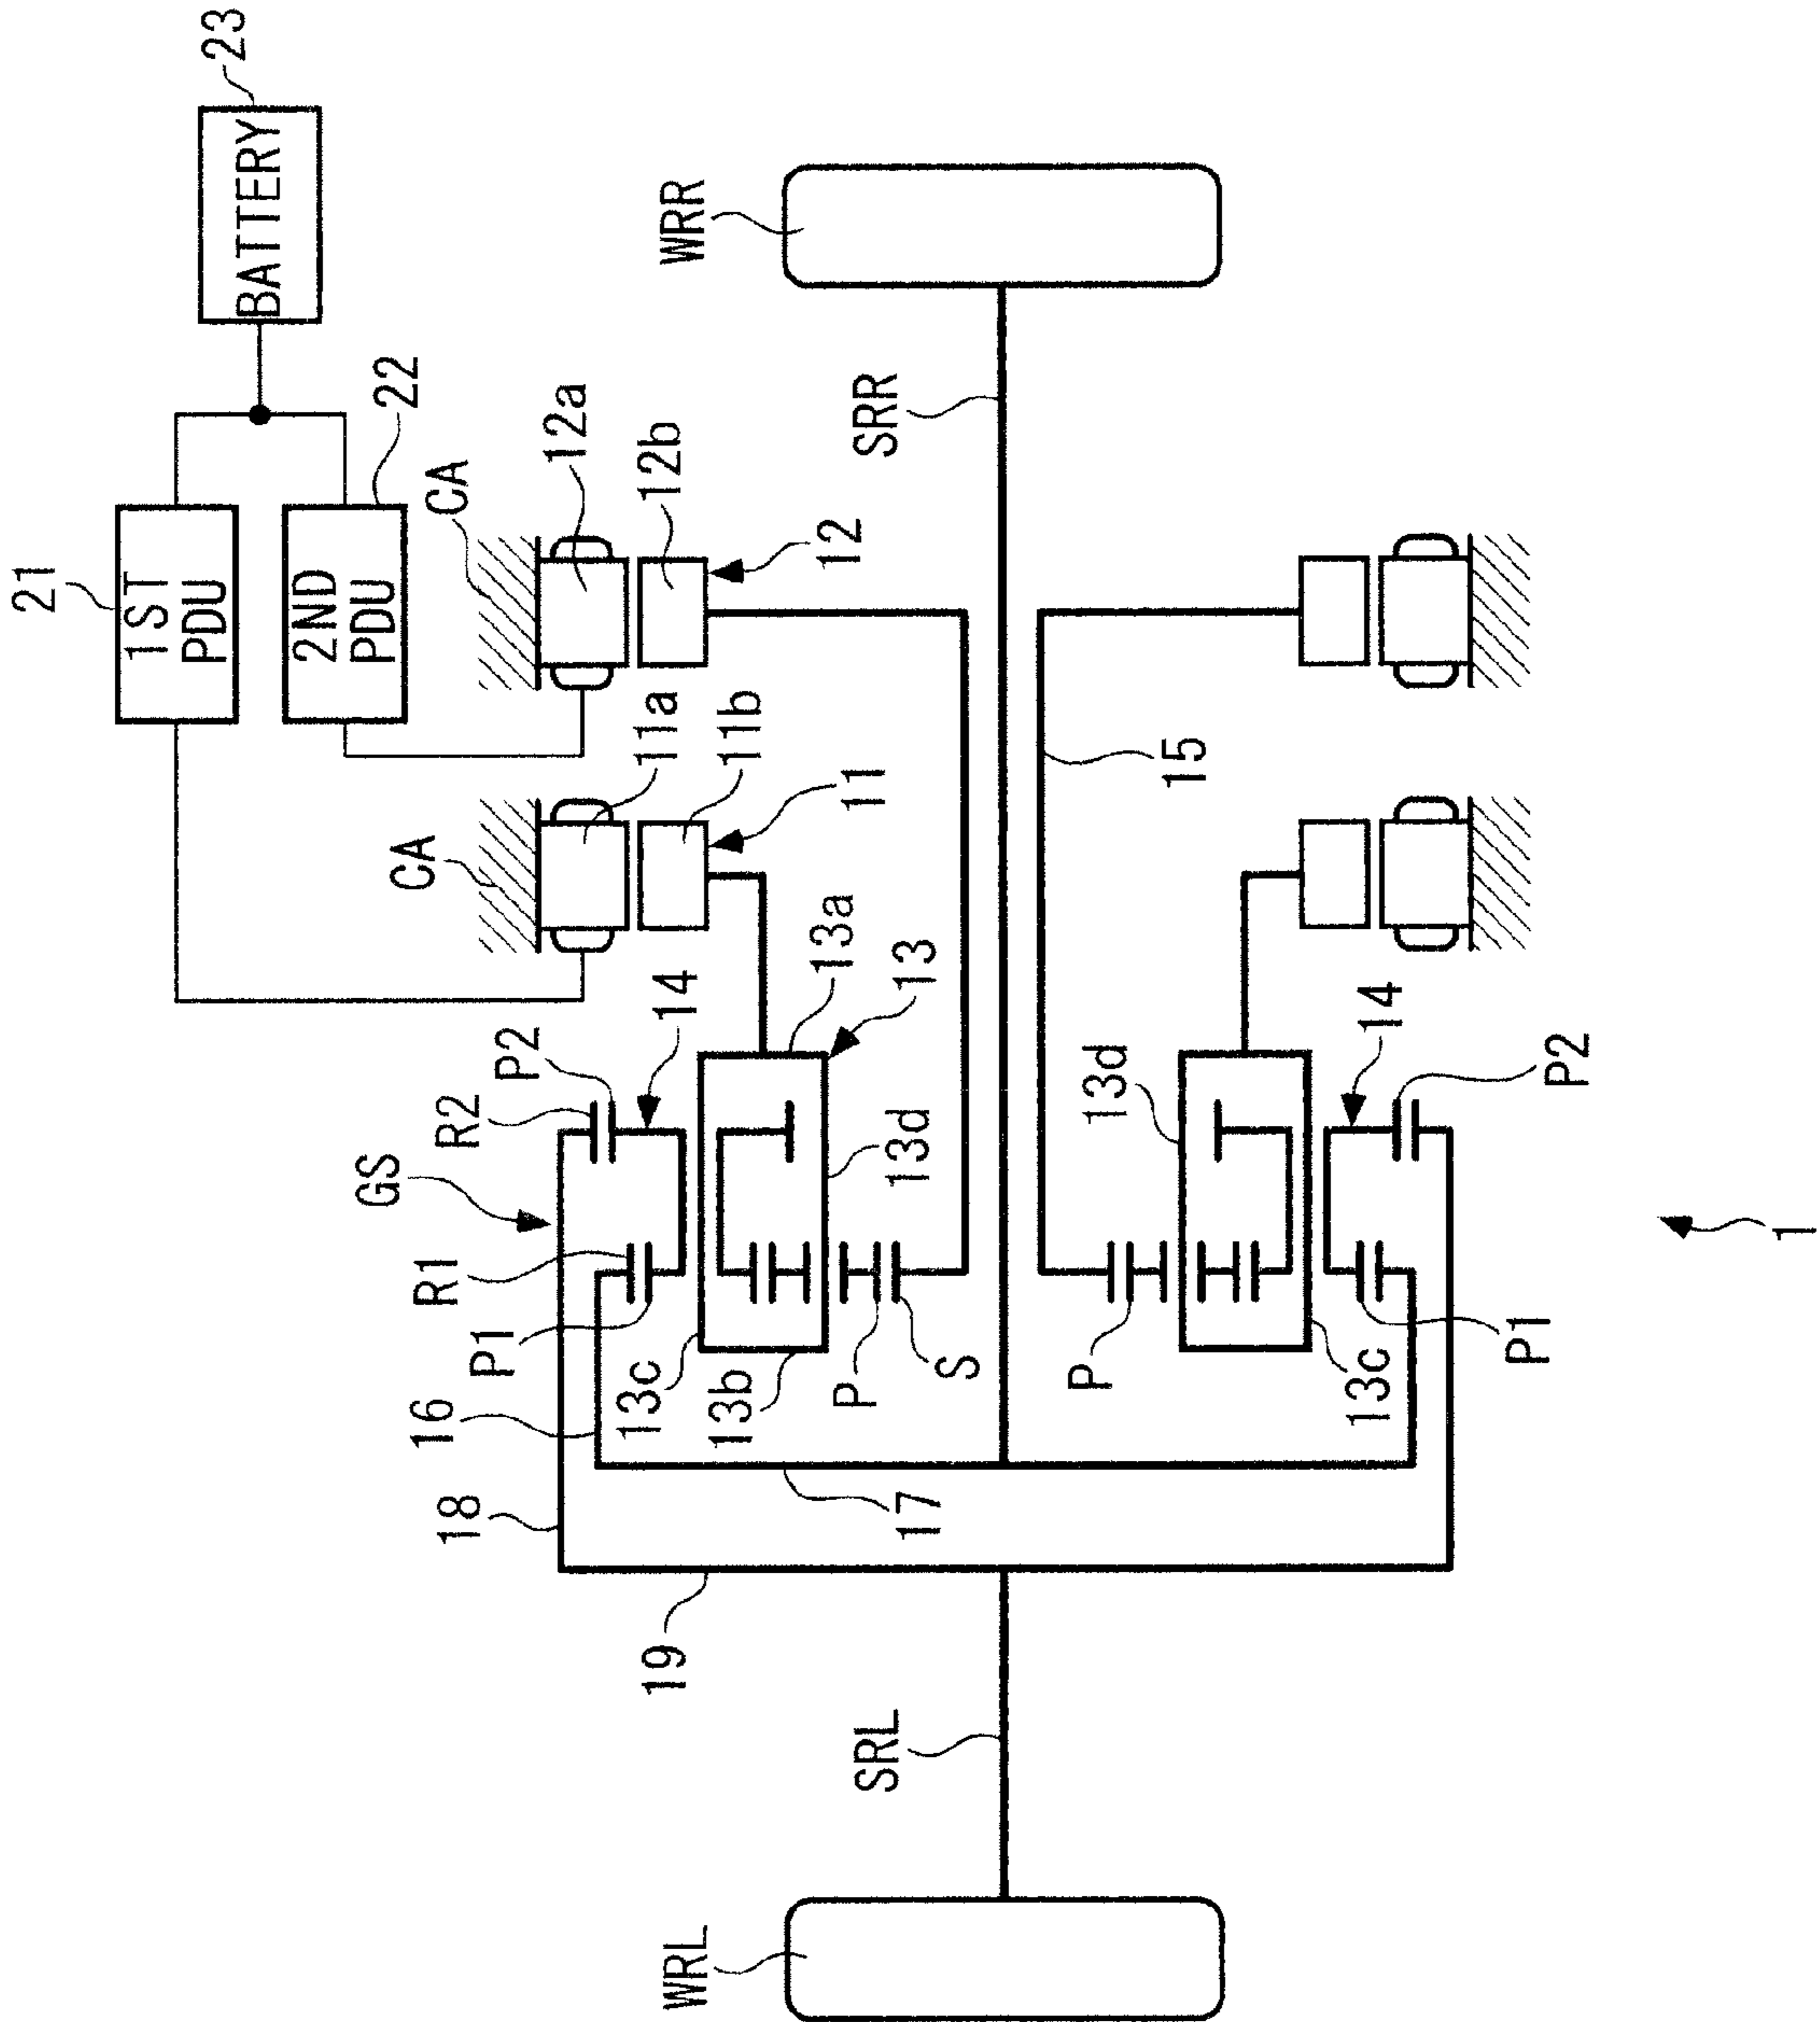 23
BATTERY
21
1ST
PDU
2ND
PDU
22
CA
12a
12b
12
CA
11a
11b
11
WRR
SRR
15
GS
R2
P2
14
R1
P1
13a
13
13d
13c
13b
P
S
16
17
18
19
13d
14
P2
P
13c
P1
SRL
WRL
1